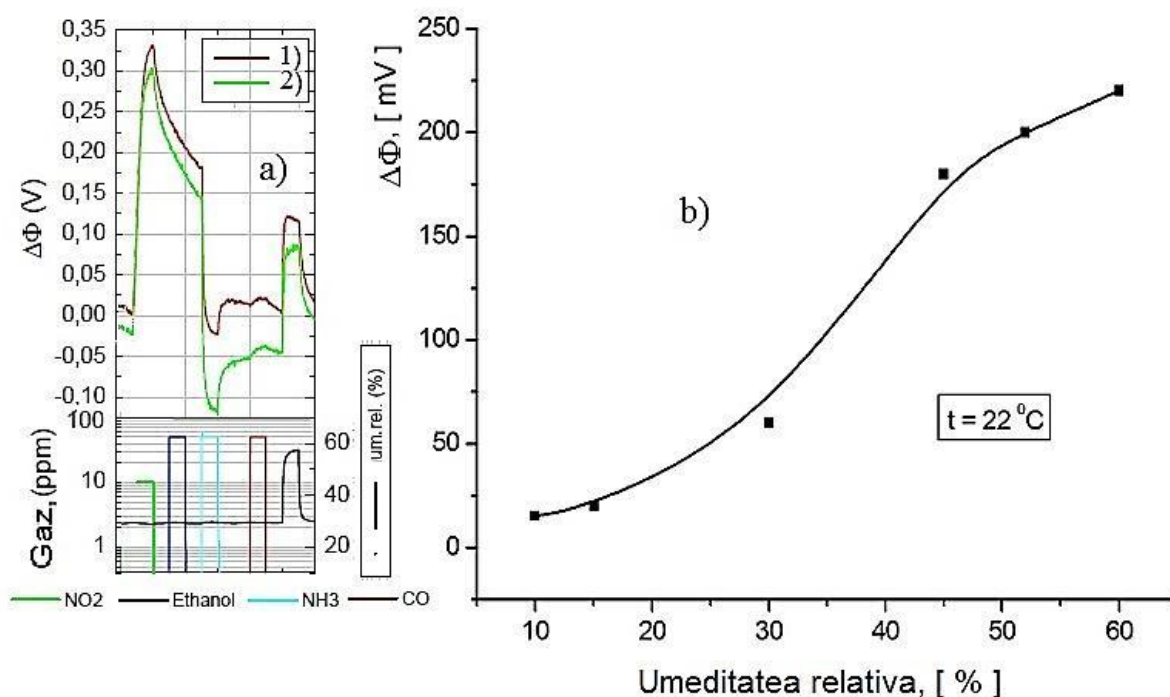 0,35
0,30
0,25
0,20
0,15
0,10
0,05
0,00
-0,05
-0,10
ΔΦ (V)
1)
2)
a)
100
10
1
Gaz, (ppm)
60
40
20
um.rel. (%)
NO2
Ethanol
NH3
CO
250
200
150
100
50
0
ΔΦ, [ mV ]
b)
t = 22 ⁰C
10
20
30
40
50
60
Umeditatea relativa, [ % ]